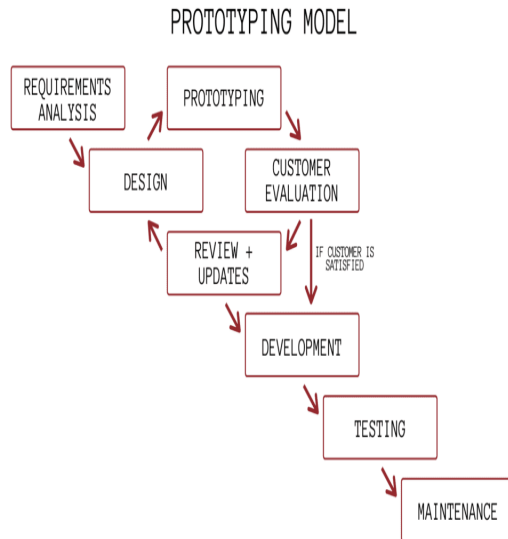 PROTOTYPING MODEL
REQUIREMENTS
ANALYSIS
PROTOTYPING
DESIGN
CUSTOMER
EVALUATION
REVIEW +
UPDATES
IF CUSTOMER IS
SATISFIED
DEVELOPMENT
TESTING
MAINTENANCE